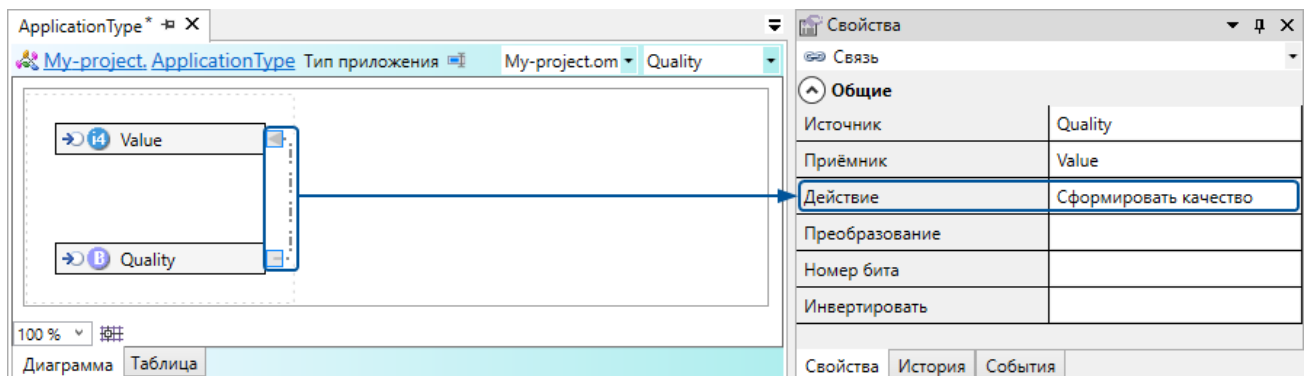 ApplicationType*
My-project. ApplicationType Тип приложения My-project.om Quality
i4 Value
B Quality
100 %
Диаграмма Таблица
Свойства
Связь
Общие
Источник Quality
Приёмник Value
Действие Сформировать качество
Преобразование
Номер бита
Инвертировать
Свойства История События